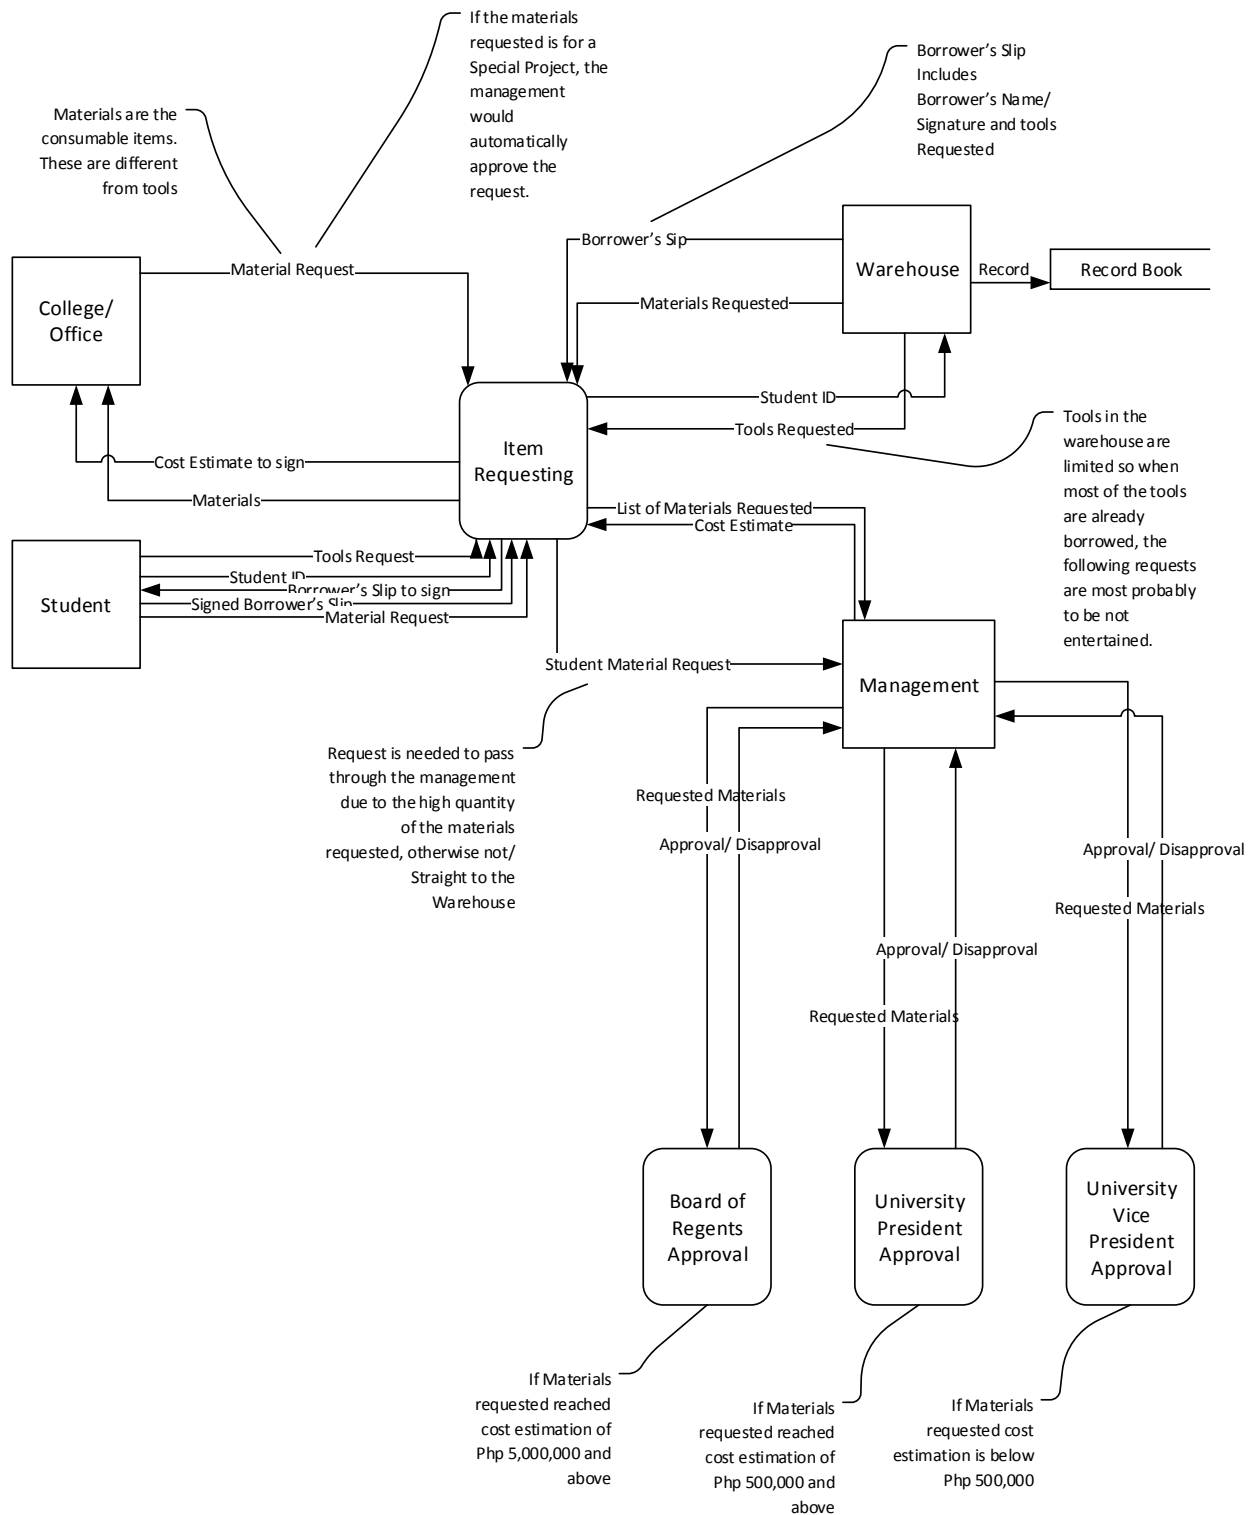 If the materials
requested is for a
Special Project, the
management
would
automatically
approve the
request.
Borrower's Slip
Includes
Borrower's Name/
Signature and tools
Requested
Materials are the
consumable items.
These are different
from tools
Material Request
College/
Office
Borrower's Sip
Materials Requested
Warehouse
Record
Record Book
Student ID
Tools Requested
Item
Requesting
Cost Estimate to sign
Materials
List of Materials Requested
Cost Estimate
Tools in the
warehouse are
limited so when
most of the tools
are already
borrowed, the
following requests
are most probably
to be not
entertained.
Student
Tools Request
Student ID
Borrower's Slip to sign
Signed Borrower's Slip
Material Request
Student Material Request
Management
Request is needed to pass
through the management
due to the high quantity
of the materials
requested, otherwise not/
Straight to the
Warehouse
Requested Materials
Approval/ Disapproval
Approval/ Disapproval
Requested Materials
Approval/ Disapproval
Requested Materials
Board of
Regents
Approval
University
President
Approval
University
Vice
President
Approval
If Materials
requested reached
cost estimation of
Php 5,000,000 and
above
If Materials
requested reached
cost estimation of
Php 500,000 and
above
If Materials
requested cost
estimation is below
Php 500,000